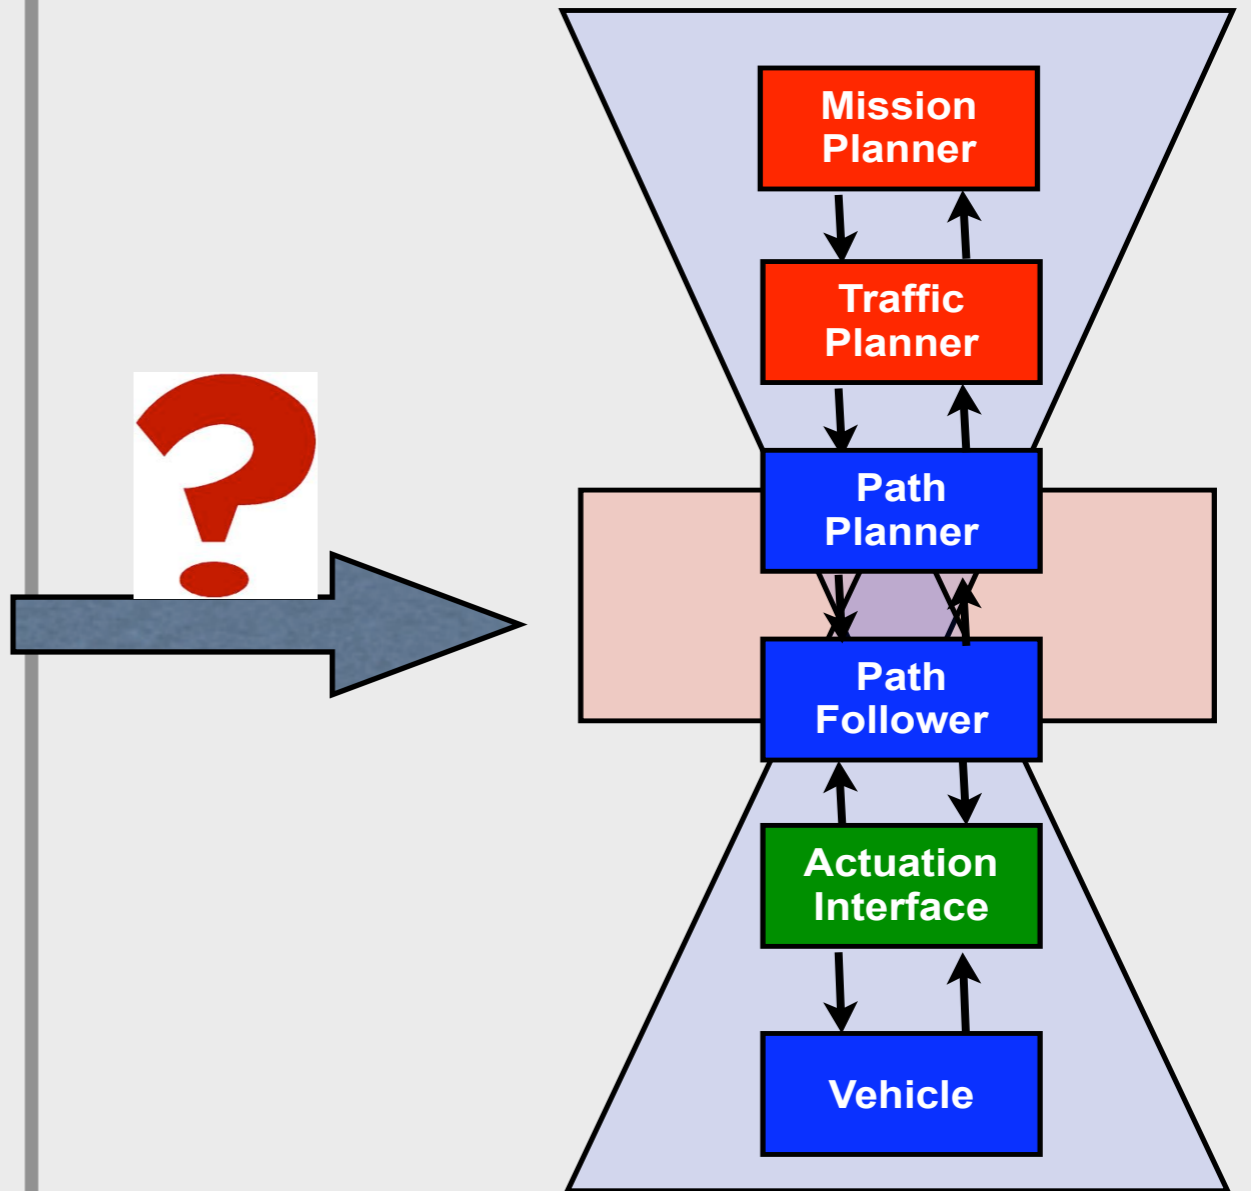 ?
Mission
Planner
Traffic
Planner
Path
Planner
Path
Follower
Actuation
Interface
Vehicle